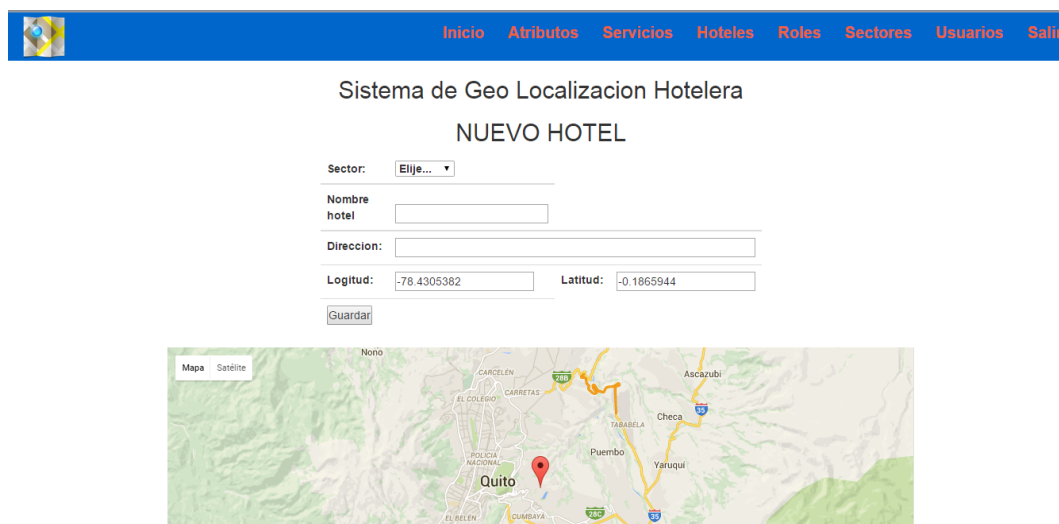 Inicio Atributos Servicios Hoteles Roles Sectores Usuarios Salir
Sistema de Geo Localizacion Hotelera
NUEVO HOTEL
Sector: Elije...
Nombre
hotel
Direccion:
Logitud: -78.4305382 Latitud: -0.1865944
Guardar
Mapa Satélite
Nono
CARCELEN
28B
Ascazubi
EL COLEGIO
CARRETAS
35
Checa
TABABELA
POLICIA
NACIONAL
Puembo
Yaruquí
Quito
EL BELEN
CUMBAYA
28C
35